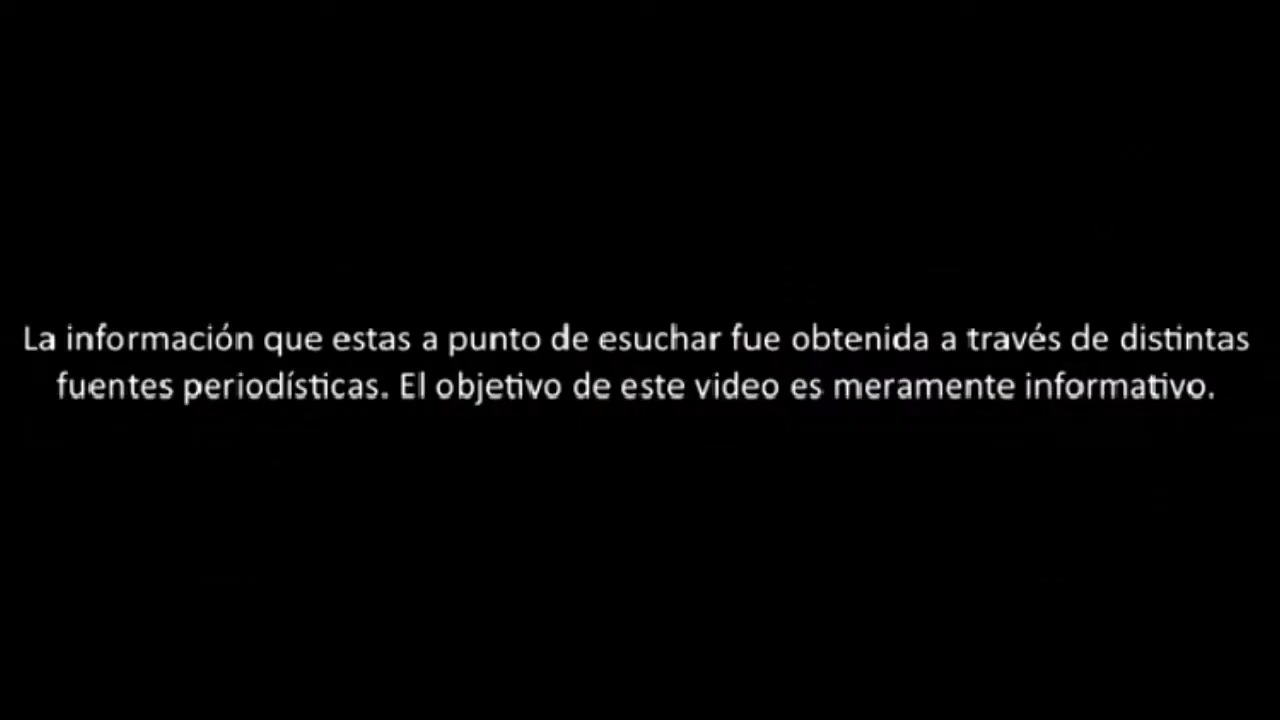 La información que estas a punto de esuchar fue obtenida a través de distintas
fuentes periodísticas. El objetivo de este video es meramente informativo.